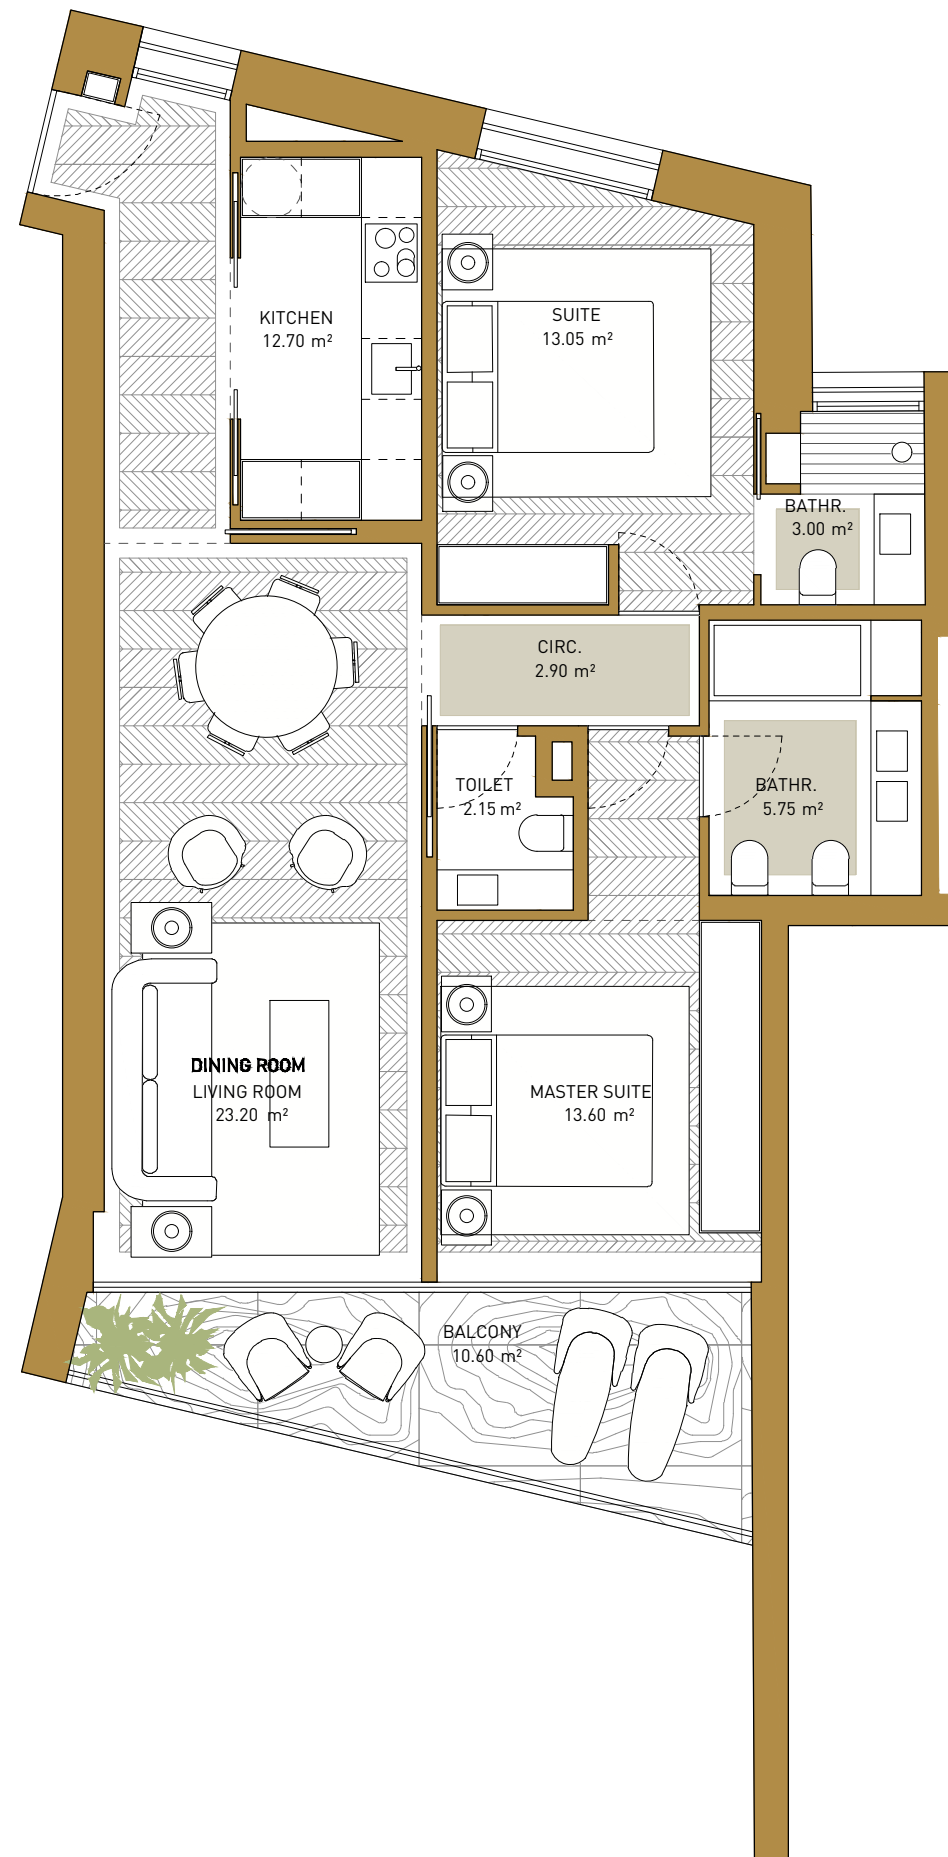 KITCHEN
12.70 m²
SUITE
13.05 m²
BATHR.
3.00 m²
CIRC.
2.90 m²
TOILET
2.15 m²
BATHR.
5.75 m²
DINING ROOM
LIVING ROOM
23.20 m²
MASTER SUITE
13.60 m²
BALCONY
10.60 m²